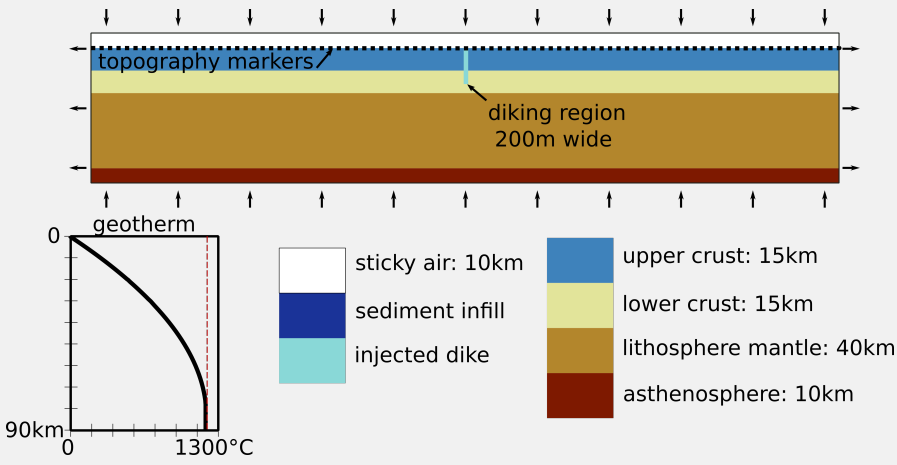 topography markers
diking region
200m wide
geotherm
0
90km
0
1300°C
sticky air: 10km
sediment infill
injected dike
upper crust: 15km
lower crust: 15km
lithosphere mantle: 40km
asthenosphere: 10km